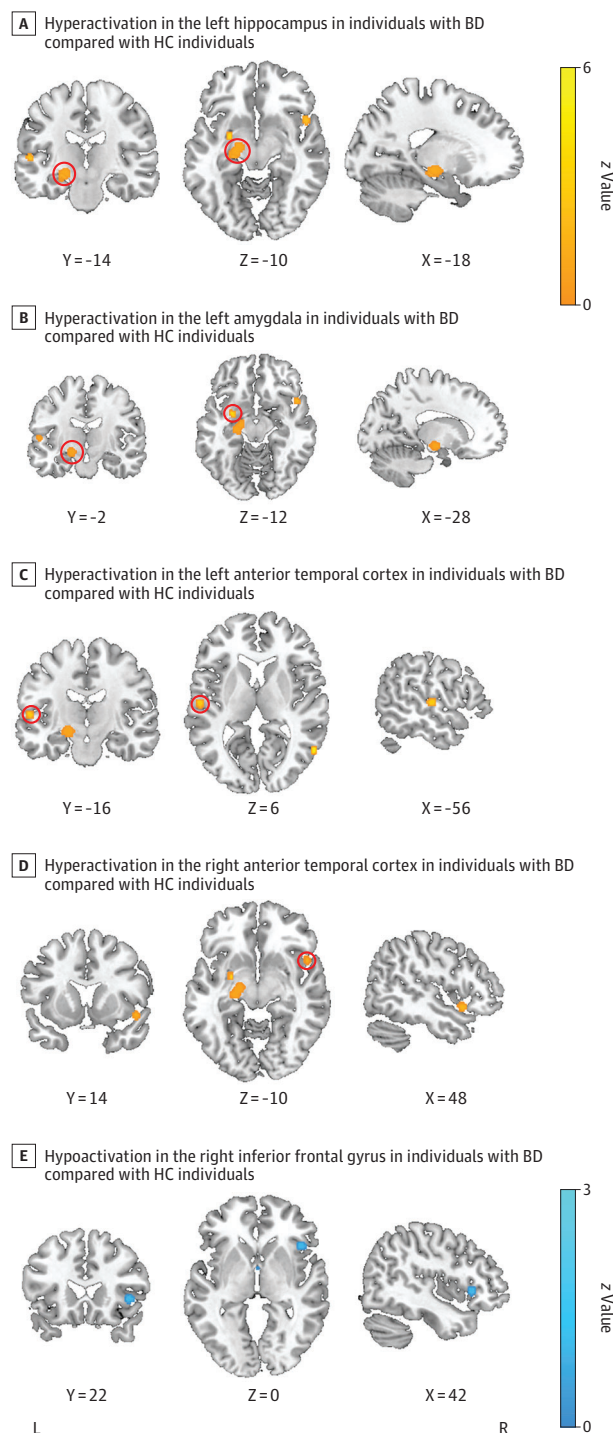 A Hyperactivation in the left hippocampus in individuals with BD
compared with HC individuals
6
z Value
0
Y = -14
Z = -10
X = -18
B Hyperactivation in the left amygdala in individuals with BD
compared with HC individuals
Y = -2
Z = -12
X = -28
C Hyperactivation in the left anterior temporal cortex in individuals with BD
compared with HC individuals
Y = -16
Z = 6
X = -56
D Hyperactivation in the right anterior temporal cortex in individuals with BD
compared with HC individuals
Y = 14
Z = -10
X = 48
E Hypoactivation in the right inferior frontal gyrus in individuals with BD
compared with HC individuals
3
z Value
0
Y = 22
Z = 0
X = 42
L
R